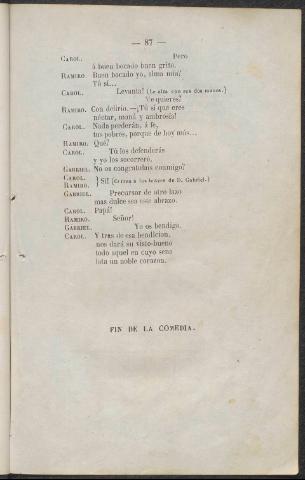 — 87 —
CAROL. Pero
á buen bocado buen grito.
RAMIRO. Buen bocado yo, alma mia?
Tú sí...
CAROL. Levanta! (Le alza con sus dos manos.)
Me quieres?
RAMIRO. Con delirio.—¡Tú sí que eres
néctar, maná y ambrosía!
CAROL. Nada perderán, á fe,
tus pobres, porque de hoy más...
RAMIRO. Qué?
CAROL. Tú los defenderás
y yo los socorreré.
GABRIEL. No os congratulais conmigo?
CAROL. RAMIRO. } Sí! (Corren á los brazos de D. Gabriel.)
GABRIEL. Precursor de otro lazo
mas dulce sea este abrazo.
CAROL. Papá!
RAMIRO. Señor!
GABRIEL. Yo os bendigo.
CAROL. Y tras de esa bendicion,
nos dará su visto-bueno
todo aquel en cuyo seno
lata un noble corazon.
FIN DE LA COMEDIA.